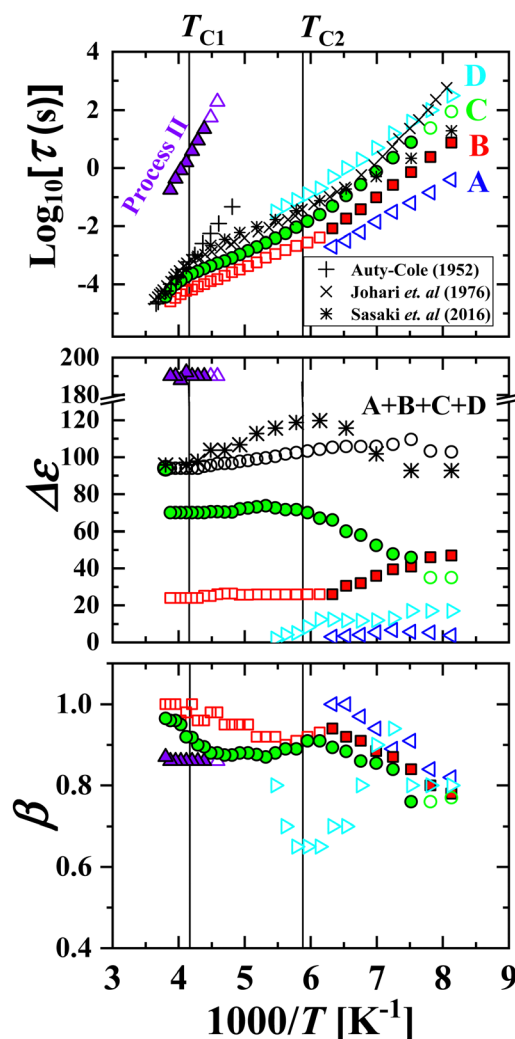 T_C1 T_C2
4
2
0
-2
-4
Log₁₀[τ(s)]
Process II
D
C
B
A
Auty-Cole (1952)
Johari et. al (1976)
Sasaki et. al (2016)
200
190
120
100
80
60
40
20
0
Δε
A+B+C+D
1.0
0.8
0.6
0.4
β
3 4 5 6 7 8 9
1000/T [K⁻¹]